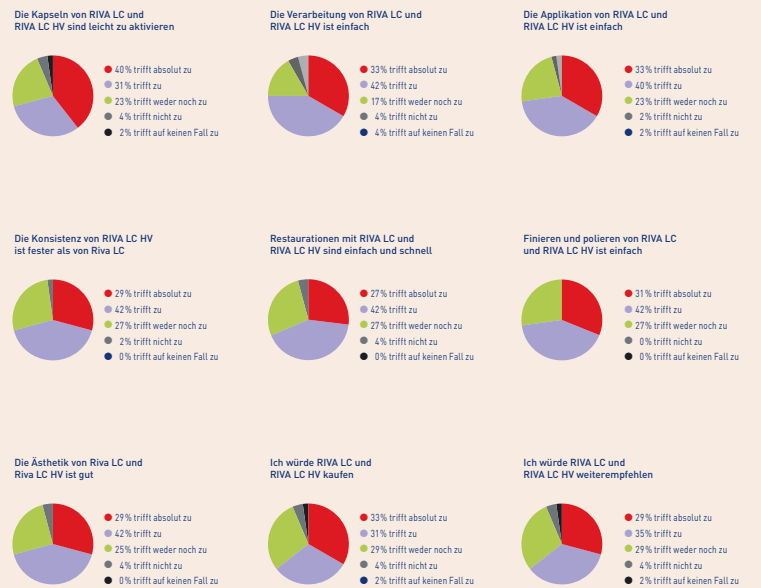 Die Kapseln von RIVA LC und
RIVA LC HV sind leicht zu aktivieren
40% trifft absolut zu
31% trifft zu
23% trifft weder noch zu
4% trifft nicht zu
2% trifft auf keinen Fall zu
Die Verarbeitung von RIVA LC und
RIVA LC HV ist einfach
33% trifft absolut zu
42% trifft zu
17% trifft weder noch zu
4% trifft nicht zu
4% trifft auf keinen Fall zu
Die Applikation von RIVA LC und
RIVA LC HV ist einfach
33% trifft absolut zu
40% trifft zu
23% trifft weder noch zu
2% trifft nicht zu
2% trifft auf keinen Fall zu
Die Konsistenz von RIVA LC HV
ist fester als von Riva LC
29% trifft absolut zu
42% trifft zu
27% trifft weder noch zu
2% trifft nicht zu
0% trifft auf keinen Fall zu
Restaurationen mit RIVA LC und
RIVA LC HV sind einfach und schnell
27% trifft absolut zu
42% trifft zu
27% trifft weder noch zu
4% trifft nicht zu
0% trifft auf keinen Fall zu
Finieren und polieren von RIVA LC
und RIVA LC HV ist einfach
31% trifft absolut zu
42% trifft zu
27% trifft weder noch zu
0% trifft nicht zu
0% trifft auf keinen Fall zu
Die Ästhetik von Riva LC und
Riva LC HV ist gut
29% trifft absolut zu
42% trifft zu
25% trifft weder noch zu
4% trifft nicht zu
0% trifft auf keinen Fall zu
Ich würde RIVA LC und
RIVA LC HV kaufen
33% trifft absolut zu
31% trifft zu
29% trifft weder noch zu
4% trifft nicht zu
2% trifft auf keinen Fall zu
Ich würde RIVA LC und
RIVA LC HV weiterempfehlen
29% trifft absolut zu
35% trifft zu
29% trifft weder noch zu
4% trifft nicht zu
2% trifft auf keinen Fall zu